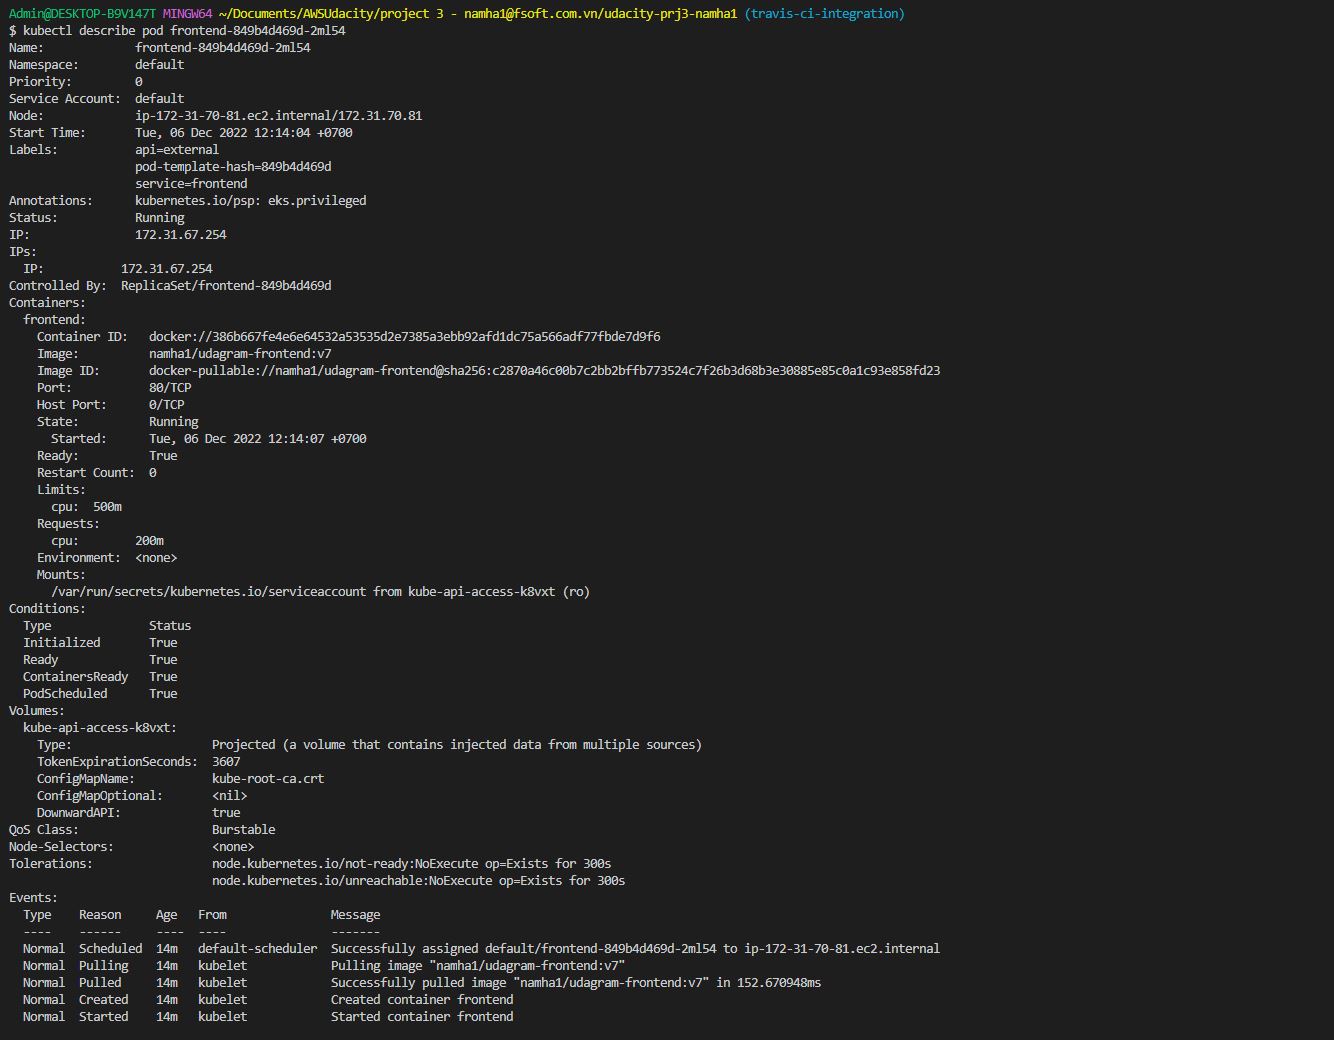 Admin@DESKTOP-B9V147T MINGW64 ~/Documents/AWSUdacity/project 3 - namha1@fsoft.com.vn/udacity-prj3-namha1 (travis-ci-integration)
$ kubectl describe pod frontend-849b4d469d-2ml54
Name:             frontend-849b4d469d-2ml54
Namespace:        default
Priority:         0
Service Account:  default
Node:             ip-172-31-70-81.ec2.internal/172.31.70.81
Start Time:       Tue, 06 Dec 2022 12:14:04 +0700
Labels:           api=external
                  pod-template-hash=849b4d469d
                  service=frontend
Annotations:      kubernetes.io/psp: eks.privileged
Status:           Running
IP:               172.31.67.254
IPs:
  IP:           172.31.67.254
Controlled By:  ReplicaSet/frontend-849b4d469d
Containers:
  frontend:
    Container ID:   docker://386b667fe4e6e64532a53535d2e7385a3ebb92afd1dc75a566adf77fbde7d9f6
    Image:          namha1/udagram-frontend:v7
    Image ID:       docker-pullable://namha1/udagram-frontend@sha256:c2870a46c00b7c2bb2bffb773524c7f26b3d68b3e30885e85c0a1c93e858fd23
    Port:           80/TCP
    Host Port:      0/TCP
    State:          Running
      Started:      Tue, 06 Dec 2022 12:14:07 +0700
    Ready:          True
    Restart Count:  0
    Limits:
      cpu:  500m
    Requests:
      cpu:        200m
    Environment:  <none>
    Mounts:
      /var/run/secrets/kubernetes.io/serviceaccount from kube-api-access-k8vxt (ro)
Conditions:
  Type              Status
  Initialized       True
  Ready             True
  ContainersReady   True
  PodScheduled      True
Volumes:
  kube-api-access-k8vxt:
    Type:                    Projected (a volume that contains injected data from multiple sources)
    TokenExpirationSeconds:  3607
    ConfigMapName:           kube-root-ca.crt
    ConfigMapOptional:       <nil>
    DownwardAPI:             true
QoS Class:                   Burstable
Node-Selectors:              <none>
Tolerations:                 node.kubernetes.io/not-ready:NoExecute op=Exists for 300s
                             node.kubernetes.io/unreachable:NoExecute op=Exists for 300s
Events:
  Type    Reason     Age   From               Message
  ----    ------     ----  ----               -------
  Normal  Scheduled  14m   default-scheduler  Successfully assigned default/frontend-849b4d469d-2ml54 to ip-172-31-70-81.ec2.internal
  Normal  Pulling    14m   kubelet            Pulling image "namha1/udagram-frontend:v7"
  Normal  Pulled     14m   kubelet            Successfully pulled image "namha1/udagram-frontend:v7" in 152.670948ms
  Normal  Created    14m   kubelet            Created container frontend
  Normal  Started    14m   kubelet            Started container frontend